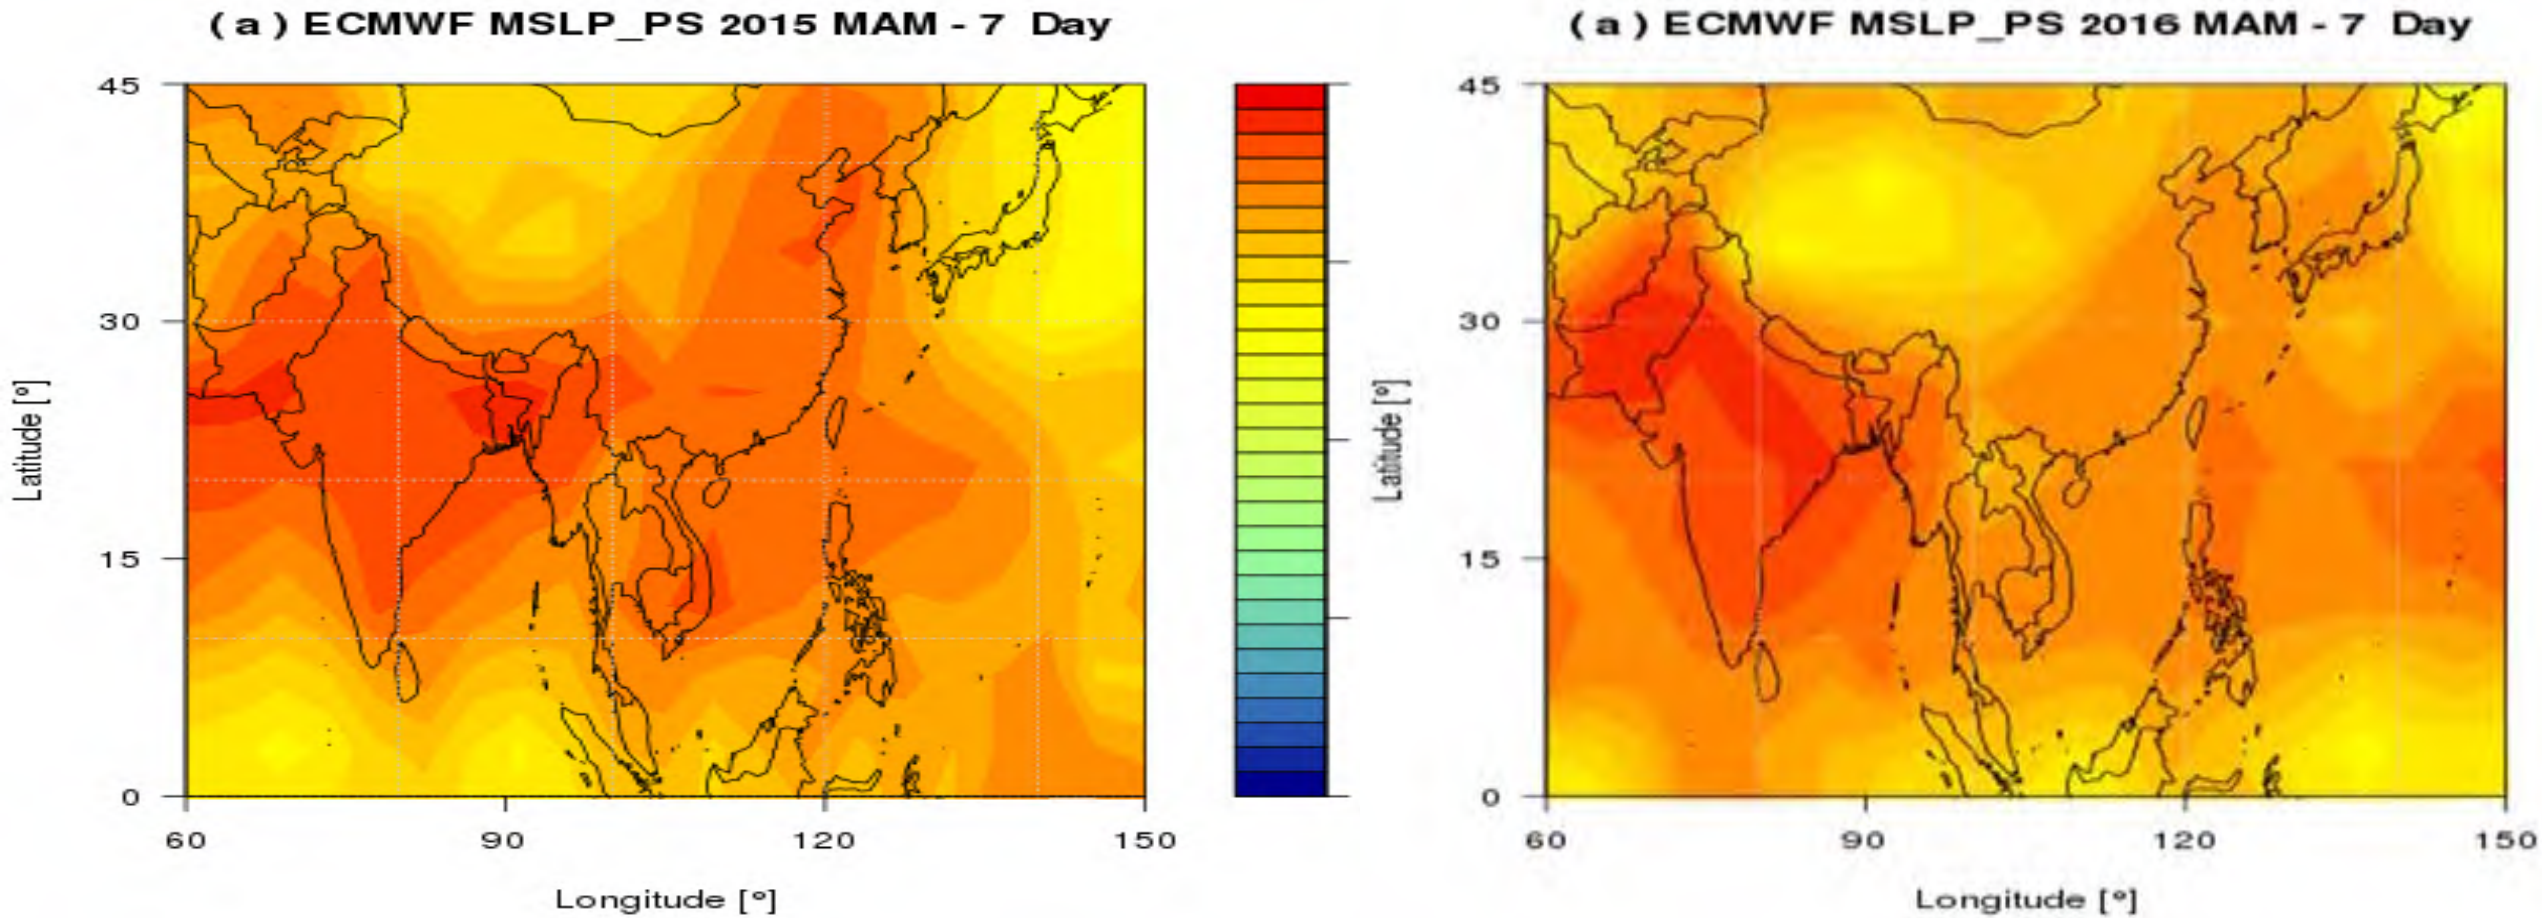 ( a ) ECMWF MSLP_PS 2015 MAM - 7 Day
45
30
15
0
Latitude [°]
60 90 120 150
Longitude [°]
( a ) ECMWF MSLP_PS 2016 MAM - 7 Day
45
30
15
0
Latitude [°]
60 90 120 150
Longitude [°]